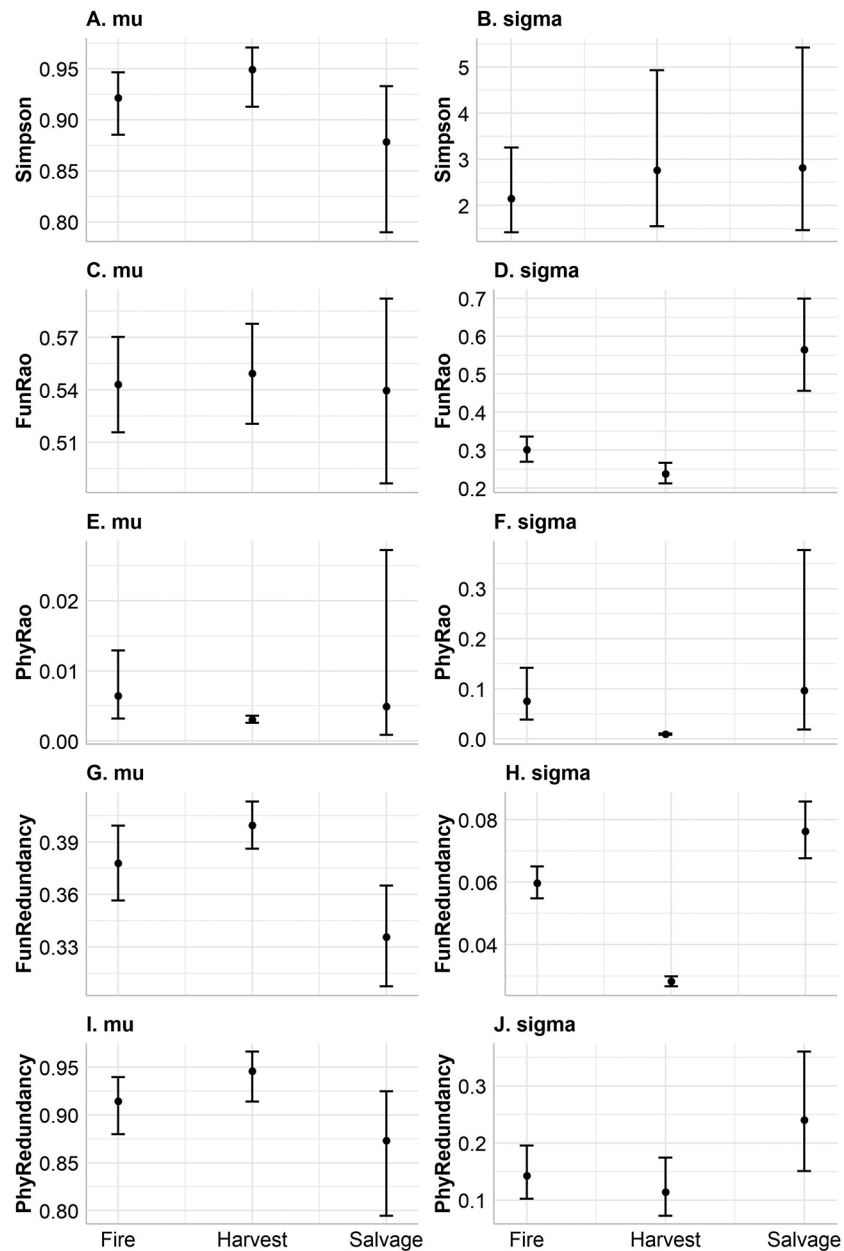 A. mu
Simpson
0.95
0.90
0.85
0.80
B. sigma
Simpson
5
4
3
2
C. mu
FunRao
0.57
0.54
0.51
D. sigma
FunRao
0.7
0.6
0.5
0.4
0.3
0.2
E. mu
PhyRao
0.02
0.01
0.00
F. sigma
PhyRao
0.3
0.2
0.1
0.0
G. mu
FunRedundancy
0.39
0.36
0.33
H. sigma
FunRedundancy
0.08
0.06
0.04
I. mu
PhyRedundancy
0.95
0.90
0.85
0.80
Fire Harvest Salvage
J. sigma
PhyRedundancy
0.3
0.2
0.1
Fire Harvest Salvage